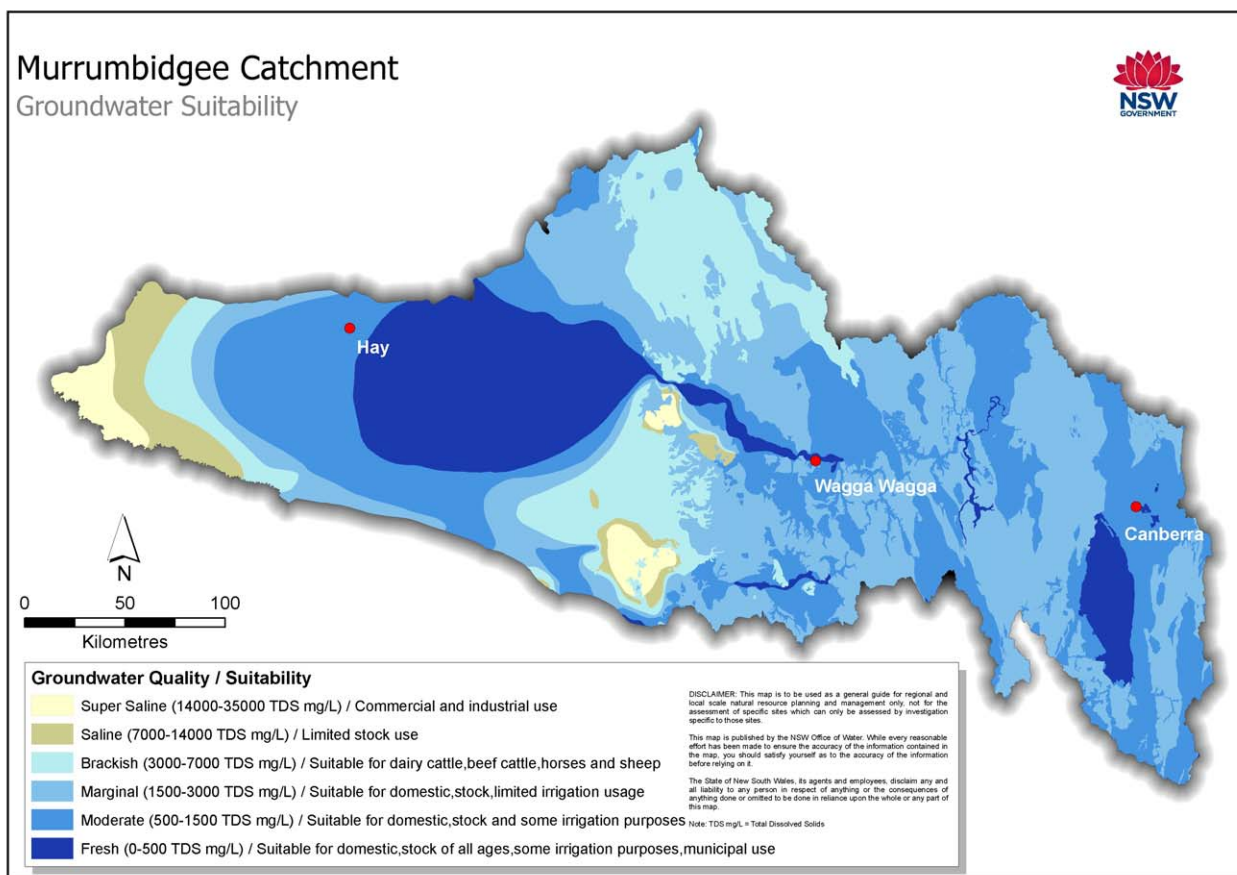 Murrumbidgee Catchment
Groundwater Suitability
NSW
GOVERNMENT
Hay
Wagga Wagga
Canberra
N
0 50 100
Kilometres
Groundwater Quality / Suitability
Super Saline (14000-35000 TDS mg/L) / Commercial and industrial use
Saline (7000-14000 TDS mg/L) / Limited stock use
Brackish (3000-7000 TDS mg/L) / Suitable for dairy cattle,beef cattle,horses and sheep
Marginal (1500-3000 TDS mg/L) / Suitable for domestic,stock,limited irrigation usage
Moderate (500-1500 TDS mg/L) / Suitable for domestic,stock and some irrigation purposes
Fresh (0-500 TDS mg/L) / Suitable for domestic,stock of all ages,some irrigation purposes,municipal use
DISCLAIMER: This map is to be used as a general guide for regional and
local scale natural resource planning and management only, not for the
assessment of specific sites which can only be assessed by investigation
specific to those sites.
This map is published by the NSW Office of Water. While every reasonable
effort has been made to ensure the accuracy of the information contained in
the map, you should satisfy yourself as to the accuracy of the information
before relying on it.
The State of New South Wales, its agents and employees, disclaim any and
all liability to any person in respect of anything or the consequences of
anything done or omitted to be done in reliance upon the whole or any part of
this map.
Note: TDS mg/L = Total Dissolved Solids